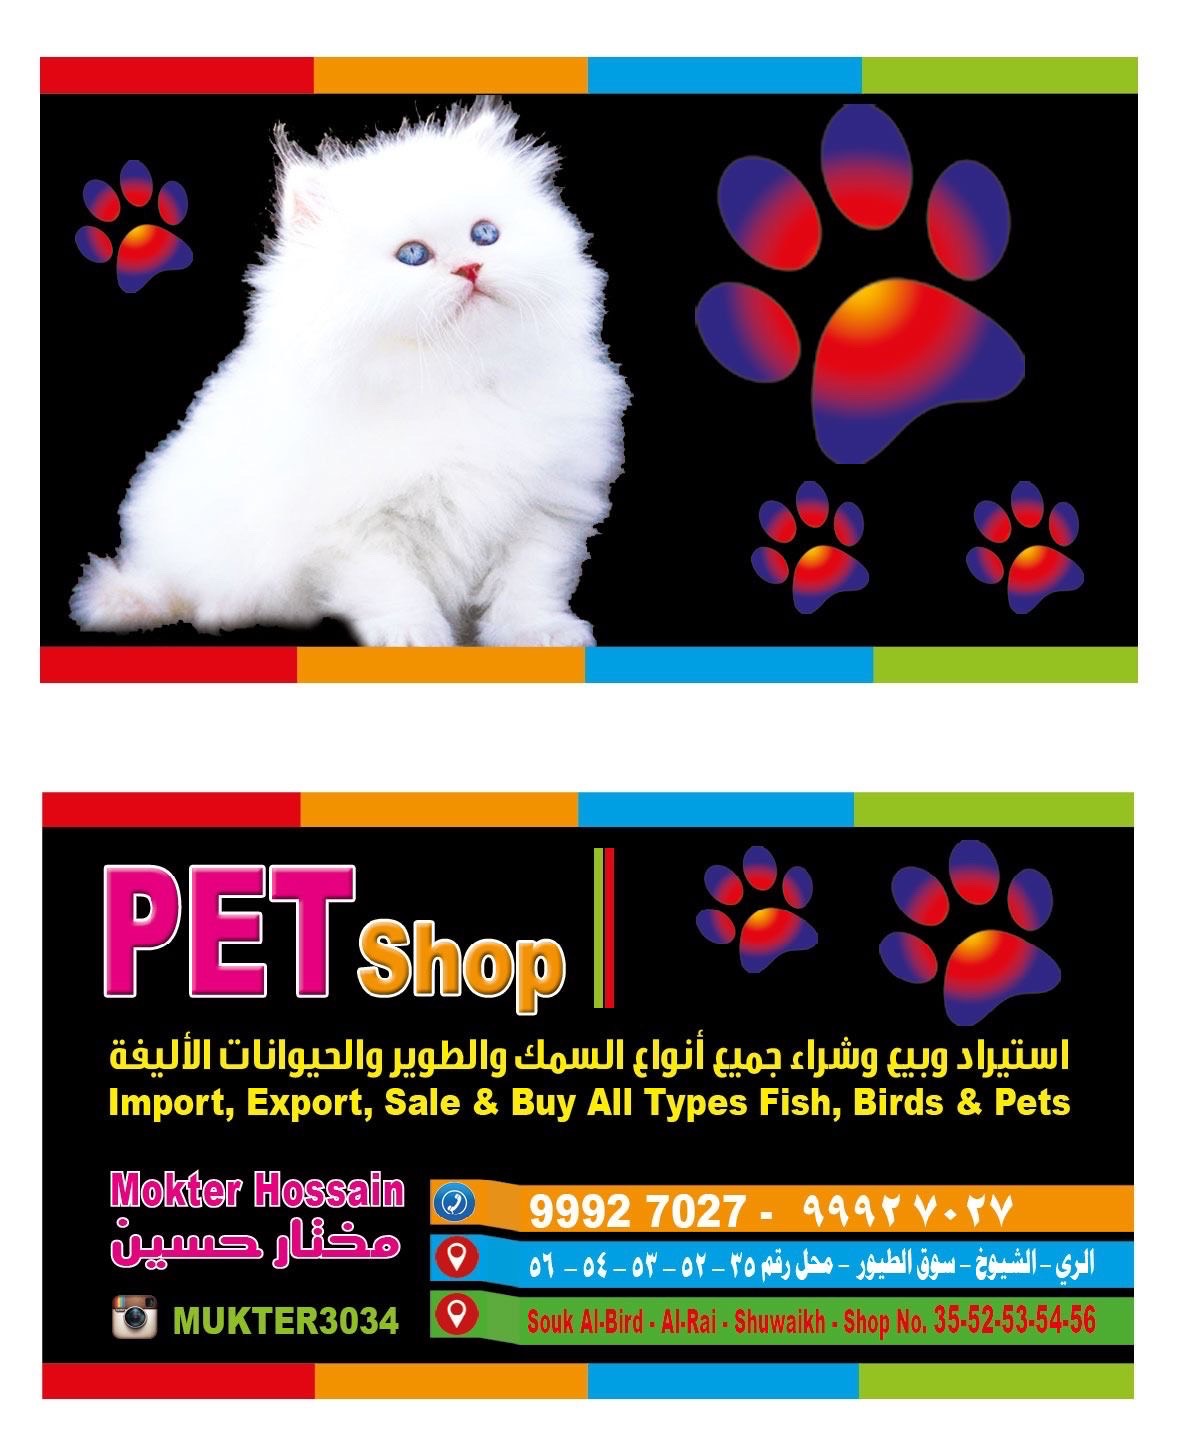 PET Shop
استيراد وبيع وشراء جميع أنواع السمك والطوير والحيوانات الأليفة
Import, Export, Sale & Buy All Types Fish, Birds & Pets
Mokter Hossain
مختار حسين
MUKTER3034
9992 7027 - ٩٩٩٢ ٧٠٢٧
الري - الشيوخ - سوق الطيور - محل رقم ٣٥ - ٥٢ - ٥٣ - ٥٤ - ٥٦
Souk Al-Bird - Al-Rai - Shuwaikh - Shop No. 35-52-53-54-56